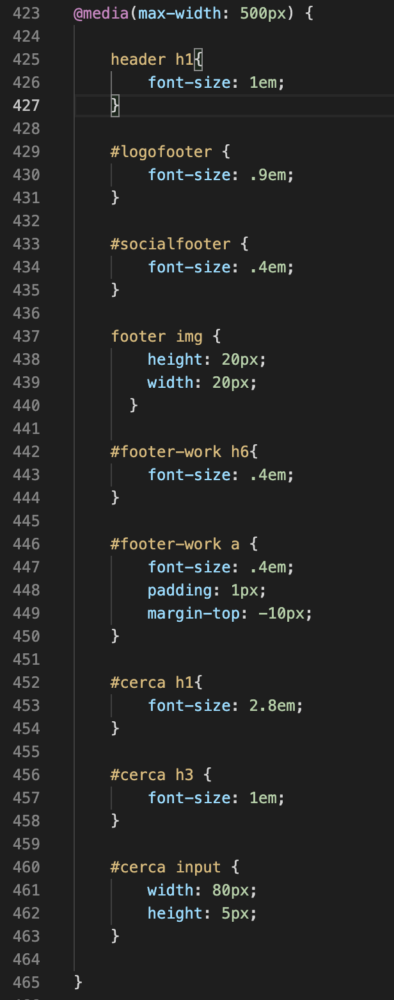 423 @media(max-width: 500px) {
424
425 header h1{
426 font-size: 1em;
427 }
428
429 #logofooter {
430 font-size: .9em;
431 }
432
433 #socialfooter {
434 font-size: .4em;
435 }
436
437 footer img {
438 height: 20px;
439 width: 20px;
440 }
441
442 #footer-work h6{
443 font-size: .4em;
444 }
445
446 #footer-work a {
447 font-size: .4em;
448 padding: 1px;
449 margin-top: -10px;
450 }
451
452 #cerca h1{
453 font-size: 2.8em;
454 }
455
456 #cerca h3 {
457 font-size: 1em;
458 }
459
460 #cerca input {
461 width: 80px;
462 height: 5px;
463 }
464
465 }